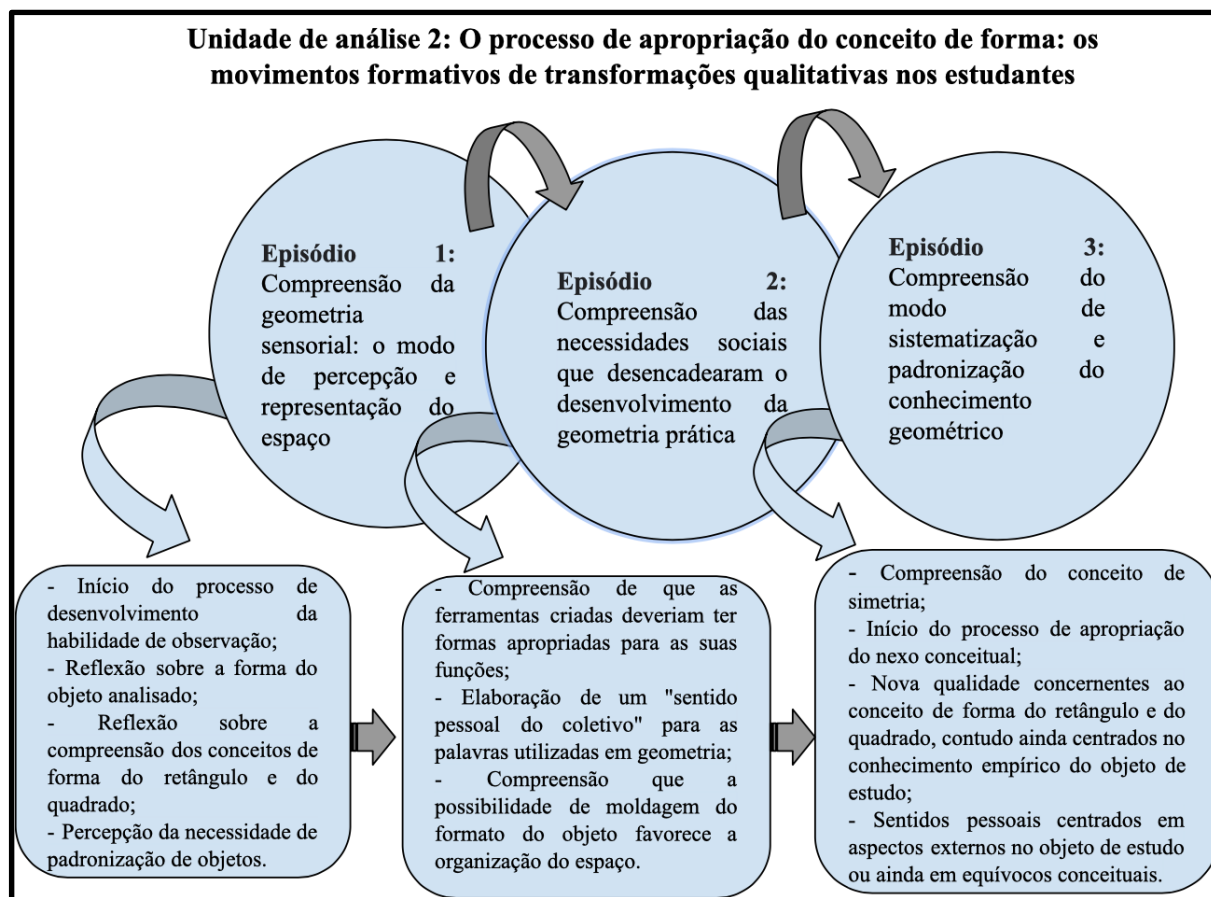 Unidade de análise 2: O processo de apropriação do conceito de forma: os
movimentos formativos de transformações qualitativas nos estudantes
Episódio 1:
Compreensão da
geometria
sensorial: o modo
de percepção e
representação do
espaço
Episódio 2:
Compreensão das
necessidades sociais
que desencadearam o
desenvolvimento da
geometria prática
Episódio 3:
Compreensão do
modo de
sistematização e
padronização do
conhecimento
geométrico
- Início do processo de
desenvolvimento da
habilidade de observação;
- Reflexão sobre a forma do
objeto analisado;
- Reflexão sobre a
compreensão dos conceitos de
forma do retângulo e do
quadrado;
- Percepção da necessidade de
padronização de objetos.
- Compreensão de que as
ferramentas criadas deveriam ter
formas apropriadas para as suas
funções;
- Elaboração de um "sentido
pessoal do coletivo" para as
palavras utilizadas em geometria;
- Compreensão que a
possibilidade de moldagem do
formato do objeto favorece a
organização do espaço.
- Compreensão do conceito de
simetria;
- Início do processo de apropriação
do nexo conceitual;
- Nova qualidade concernentes ao
conceito de forma do retângulo e do
quadrado, contudo ainda centrados no
conhecimento empírico do objeto de
estudo;
- Sentidos pessoais centrados em
aspectos externos no objeto de estudo
ou ainda em equívocos conceituais.